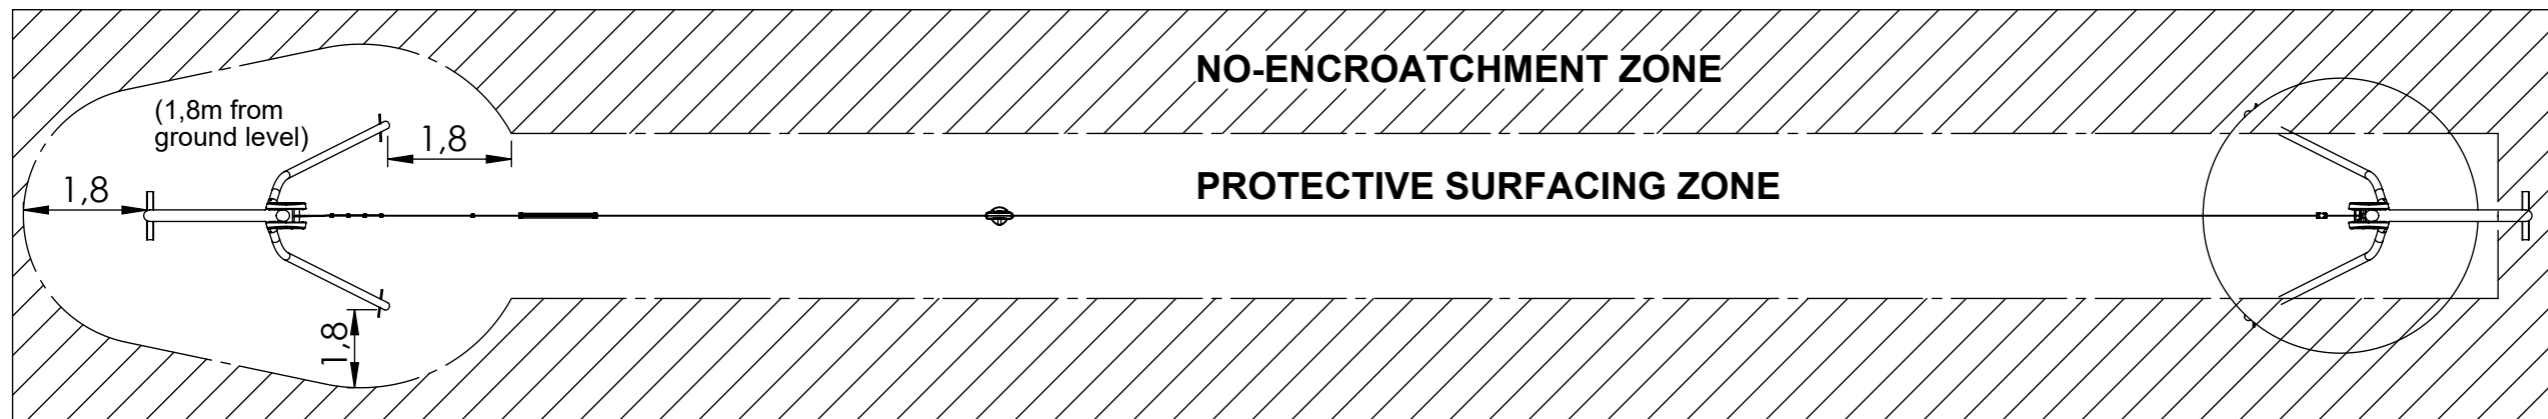 NO-ENCROATCHMENT ZONE
(1,8m from
ground level)
1,8
PROTECTIVE SURFACING ZONE
1,8
1,8